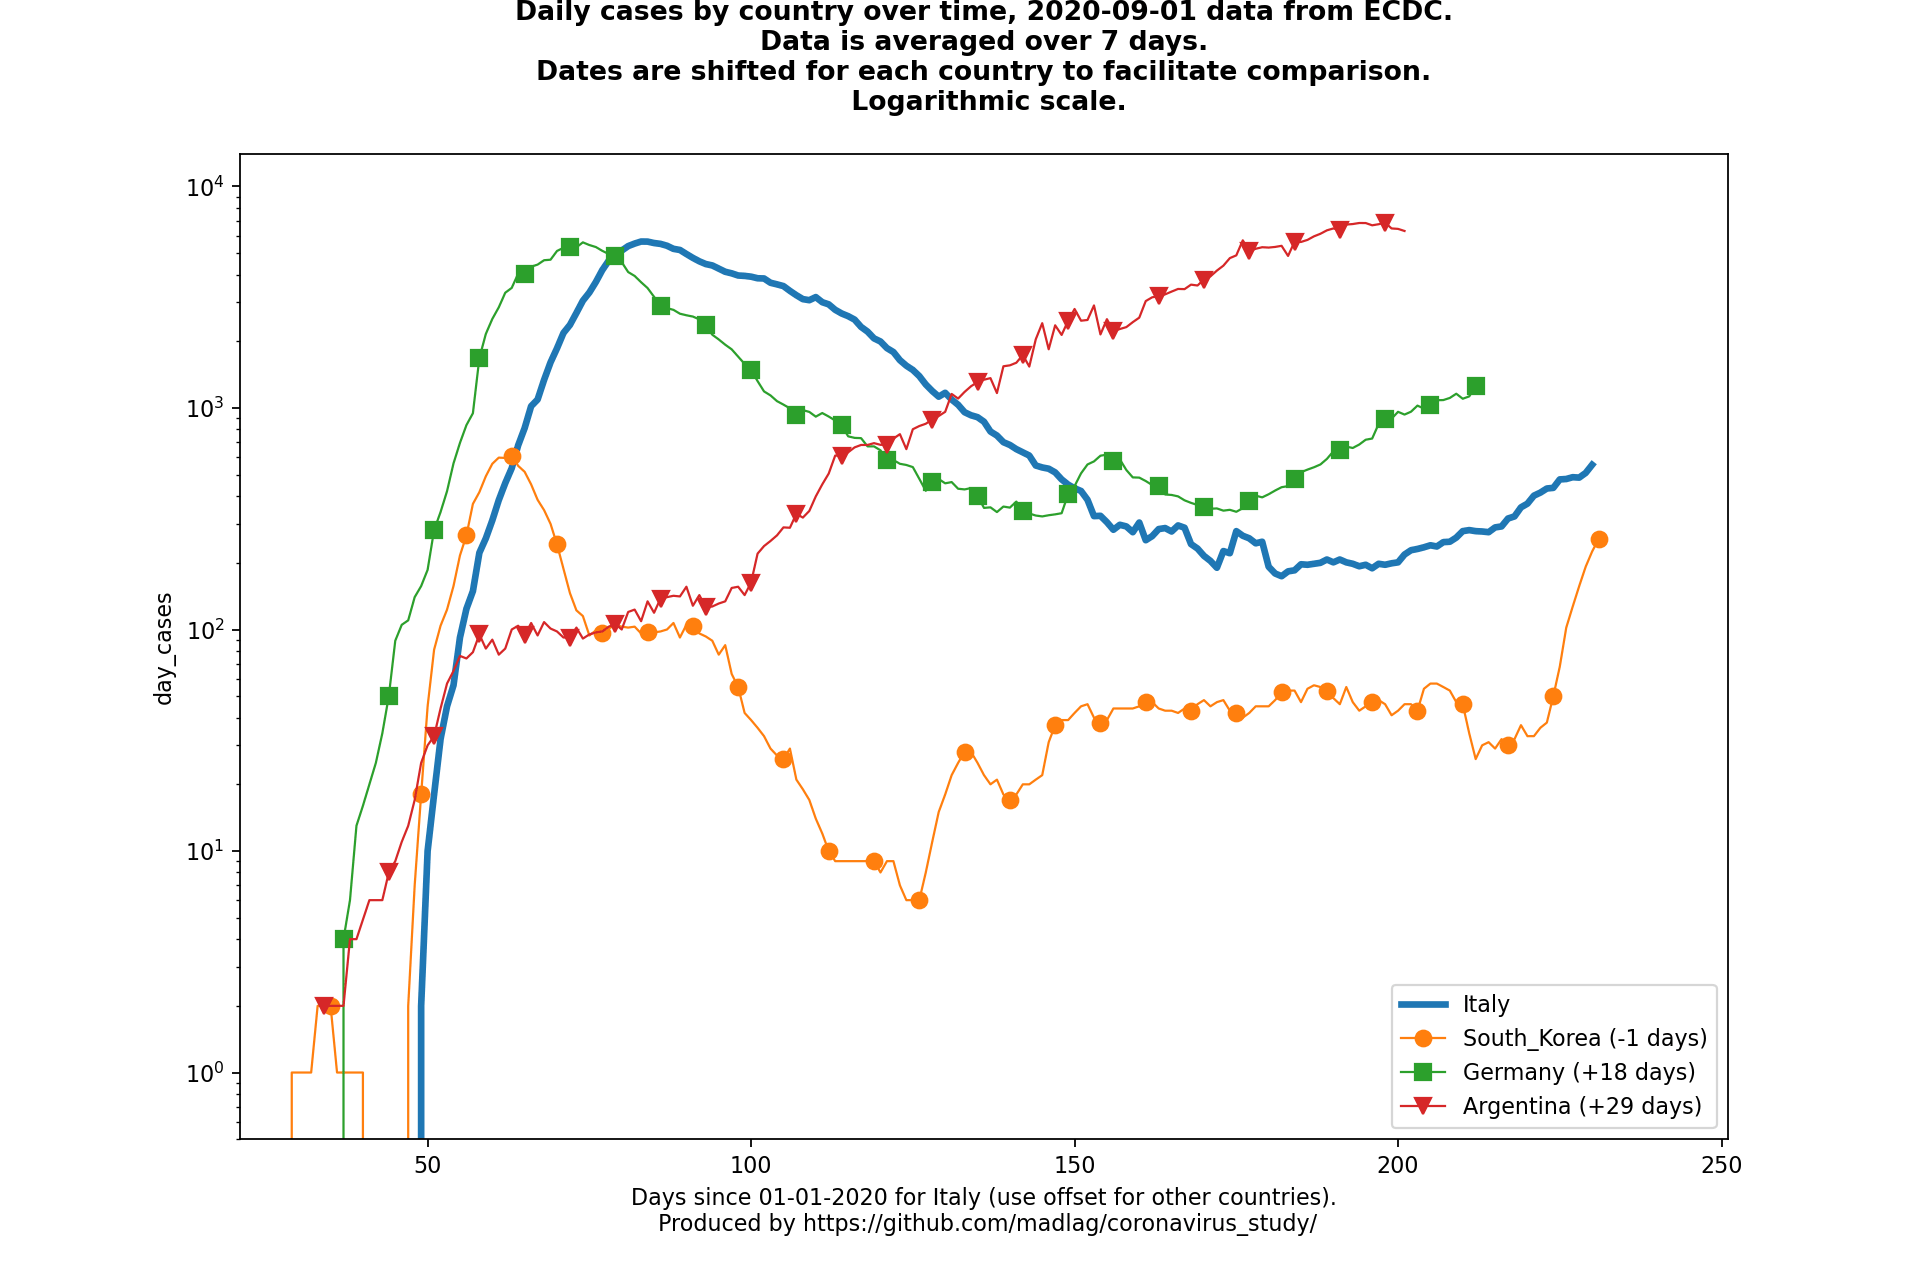 Daily cases by country over time, 2020-09-01 data from ECDC.
Data is averaged over 7 days.
Dates are shifted for each country to facilitate comparison.
Logarithmic scale.
day_cases
10^4
10^3
10^2
10^1
10^0
50
100
150
200
250
Italy
South_Korea (-1 days)
Germany (+18 days)
Argentina (+29 days)
Days since 01-01-2020 for Italy (use offset for other countries).
Produced by https://github.com/madlag/coronavirus_study/